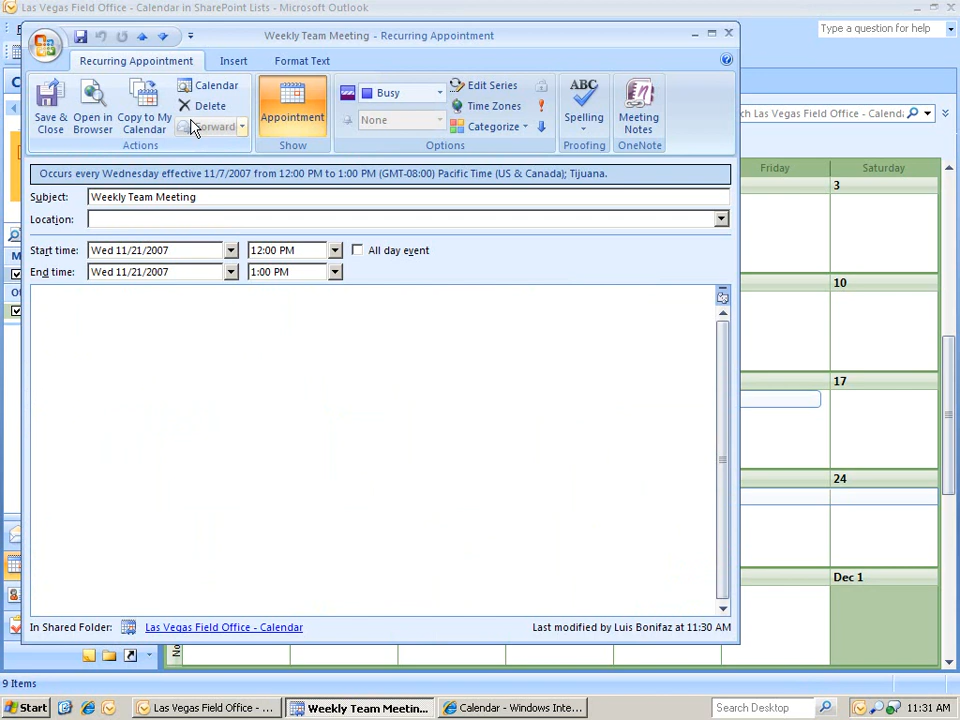 Las Vegas Field Office - Calendar in SharePoint Lists - Microsoft Outlook
Type a question for help
Weekly Team Meeting - Recurring Appointment
Recurring Appointment Insert Format Text
Save & Close
Open in Browser
Copy to My Calendar
Calendar
Delete
Forward
Actions
Appointment
Show
Busy
None
Edit Series
Time Zones
Categorize
Options
ABC
Spelling
Proofing
Meeting Notes
OneNote
Las Vegas Field Office - Calend
Occurs every Wednesday effective 11/7/2007 from 12:00 PM to 1:00 PM (GMT-08:00) Pacific Time (US & Canada); Tijuana.
Subject: Weekly Team Meeting
Location:
Start time: Wed 11/21/2007 12:00 PM All day event
End time: Wed 11/21/2007 1:00 PM
Friday Saturday
3
10
17
24
Dec 1
In Shared Folder: Las Vegas Field Office - Calendar
Last modified by Luis Bonifaz at 11:30 AM
9 Items
Start
Las Vegas Field Office - ...
Weekly Team Meetin...
Calendar - Windows Inte...
Search Desktop
11:31 AM